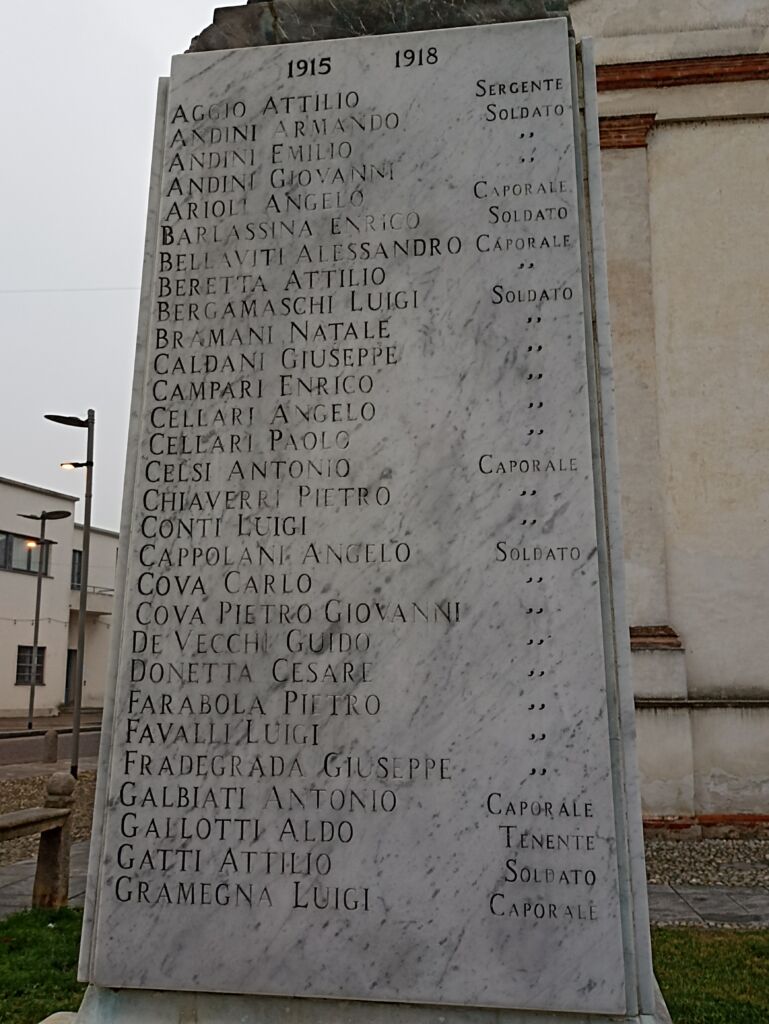 1915 1918
AGGIO ATTILIO SERGENTE
ANDINI ARMANDO SOLDATO
ANDINI EMILIO ,,
ANDINI GIOVANNI ,,
ARIOLI ANGELO CAPORALE
BARLASSINA ENRICO SOLDATO
BELLAVITI ALESSANDRO CAPORALE
BERETTA ATTILIO ,,
BERGAMASCHI LUIGI SOLDATO
BRAMANI NATALE ,,
CALDANI GIUSEPPE ,,
CAMPARI ENRICO ,,
CELLARI ANGELO ,,
CELLARI PAOLO ,,
CELSI ANTONIO CAPORALE
CHIAVERRI PIETRO ,,
CONTI LUIGI ,,
CAPPOLANI ANGELO SOLDATO
COVA CARLO ,,
COVA PIETRO GIOVANNI ,,
DE VECCHI GUIDO ,,
DONETTA CESARE ,,
FARABOLA PIETRO ,,
FAVALLI LUIGI ,,
FRADEGRADA GIUSEPPE ,,
GALBIATI ANTONIO CAPORALE
GALLOTTI ALDO TENENTE
GATTI ATTILIO SOLDATO
GRAMEGNA LUIGI CAPORALE